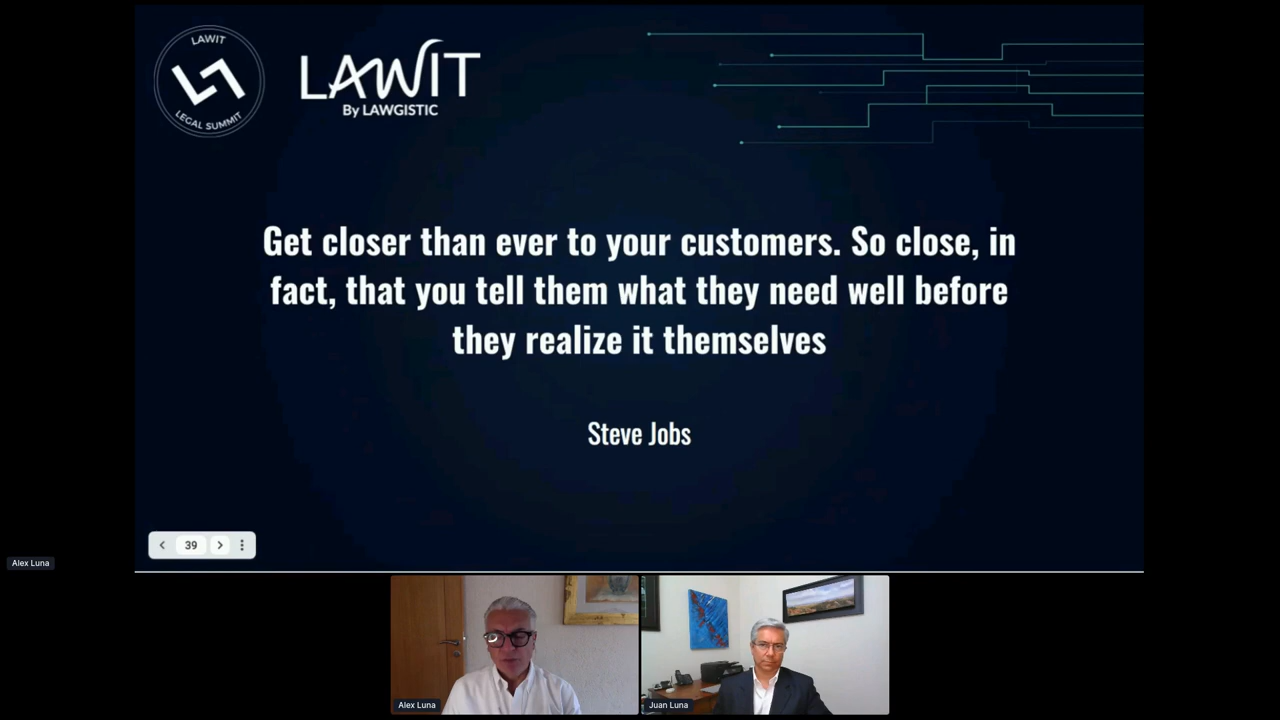 LAWIT
LEGAL SUMMIT
LAWIT
By LAWGISTIC
Get closer than ever to your customers. So close, in
fact, that you tell them what they need well before
they realize it themselves
Steve Jobs
39
Alex Luna
Alex Luna
Juan Luna